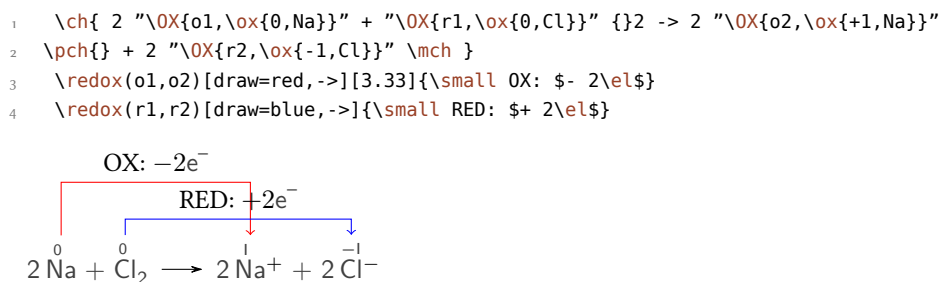 1 \ch{ 2 "\OX{o1,\ox{0,Na}}" + "\OX{r1,\ox{0,Cl}}" {}2 -> 2 "\OX{o2,\ox{+1,Na}}"
2 \pch{} + 2 "\OX{r2,\ox{-1,Cl}}" \mch }
3 \redox(o1,o2)[draw=red,->][3.33]{\small OX: $- 2\el$}
4 \redox(r1,r2)[draw=blue,->]{\small RED: $+ 2\el$}
OX: −2e⁻
RED: +2e⁻
0 0 I −I
2 Na + Cl₂ ⟶ 2 Na⁺ + 2 Cl⁻